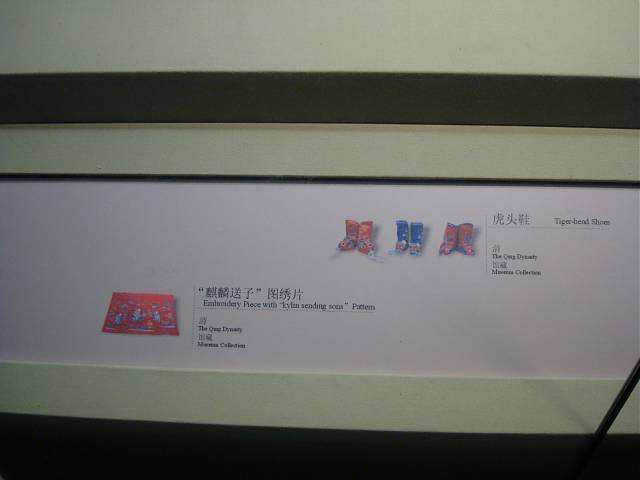 虎头鞋 Tiger-head Shoes
清
The Qing Dynasty
馆藏
Museum Collection
“麒麟送子”图绣片
Embroidery Piece with “kylin sending sons” Pattern
清
The Qing Dynasty
馆藏
Museum Collection